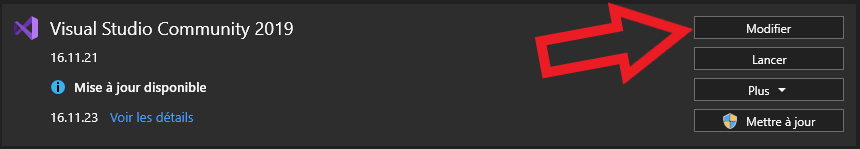 Visual Studio Community 2019
Modifier
16.11.21
Lancer
Mise à jour disponible
Plus
16.11.23 Voir les détails
Mettre à jour